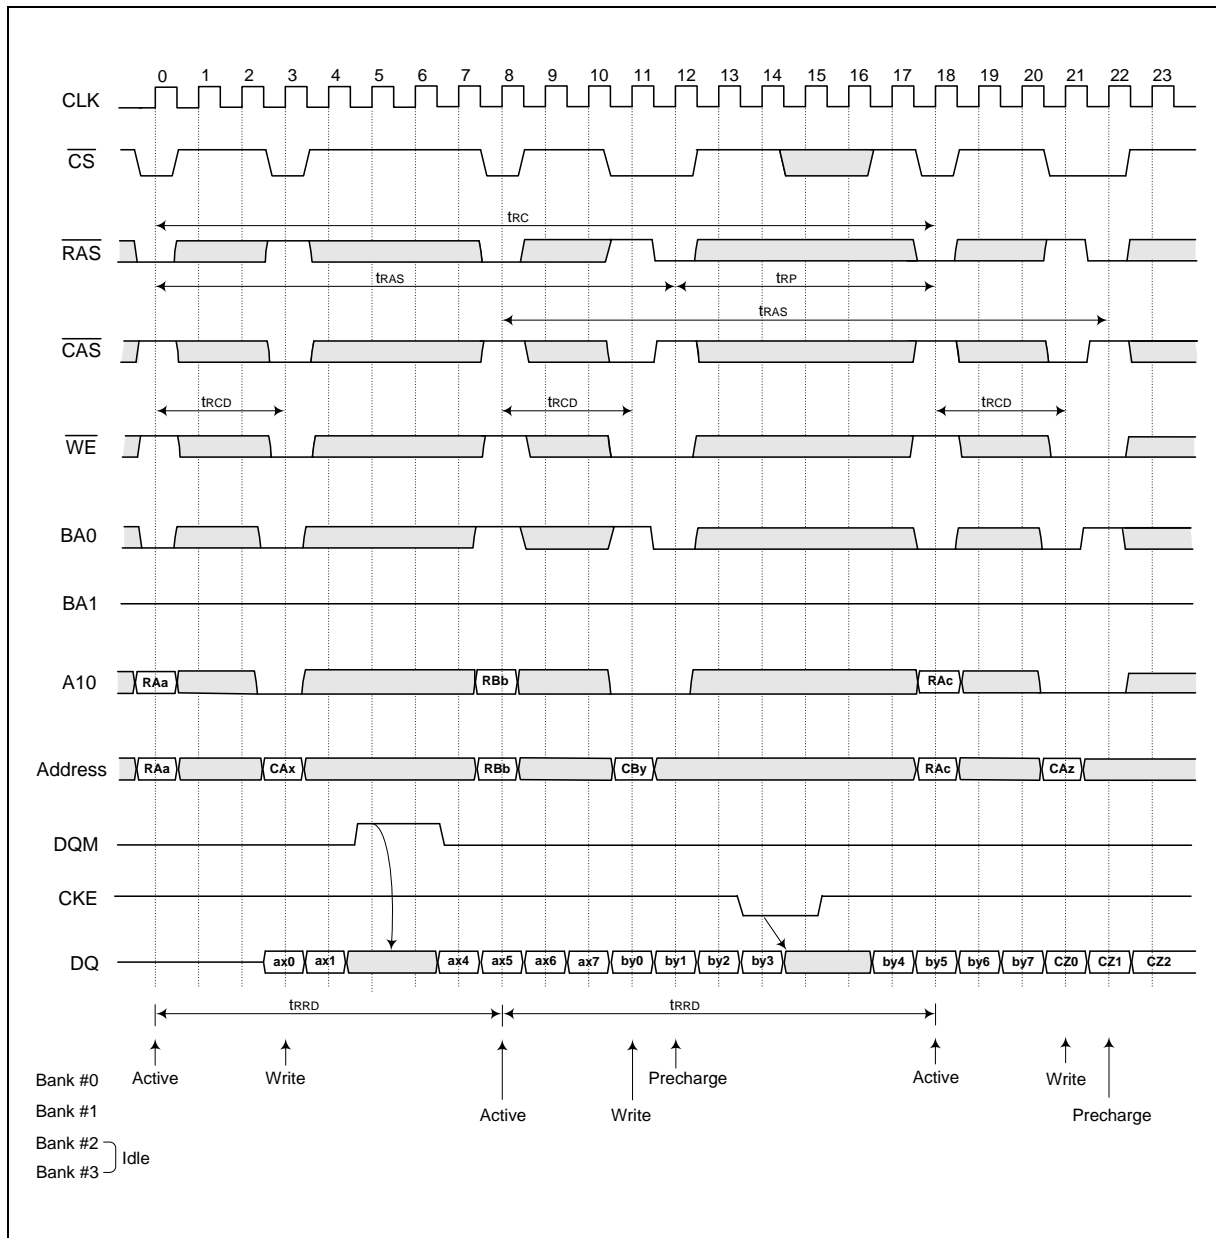 0 1 2 3 4 5 6 7 8 9 10 11 12 13 14 15 16 17 18 19 20 21 22 23
CLK
CS
tRC
RAS
tRAS tRP
tRAS
CAS
tRCD tRCD tRCD
WE
BA0
BA1
A10 RAa RBb RAc
Address RAa CAx RBb CBy RAc CAz
DQM
CKE
DQ ax0 ax1 ax4 ax5 ax6 ax7 by0 by1 by2 by3 by4 by5 by6 by7 CZ0 CZ1 CZ2
tRRD tRRD
Bank #0 Active Write Precharge Active Write
Bank #1 Active Write Precharge
Bank #2
Idle
Bank #3